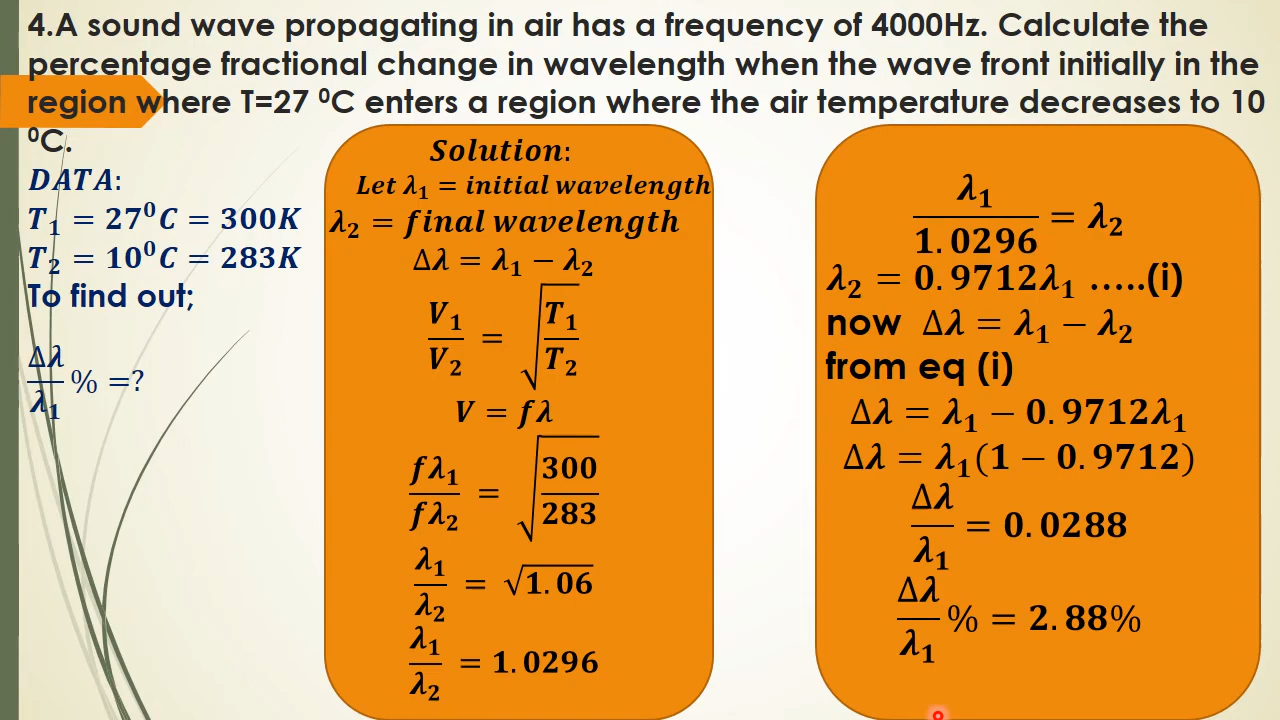 4.A sound wave propagating in air has a frequency of 4000Hz. Calculate the
percentage fractional change in wavelength when the wave front initially in the
region where T=27 ⁰C enters a region where the air temperature decreases to 10
⁰C.
DATA:
T₁ = 27⁰C = 300K
T₂ = 10⁰C = 283K
To find out;
Δλ/λ₁ % =?
Solution:
Let λ₁ = initial wavelength
λ₂ = final wavelength
Δλ = λ₁ − λ₂
V₁/V₂ = √(T₁/T₂)
V = fλ
fλ₁/fλ₂ = √(300/283)
λ₁/λ₂ = √1.06
λ₁/λ₂ = 1.0296
λ₁/1.0296 = λ₂
λ₂ = 0.9712λ₁ .....(i)
now Δλ = λ₁ − λ₂
from eq (i)
Δλ = λ₁ − 0.9712λ₁
Δλ = λ₁(1 − 0.9712)
Δλ/λ₁ = 0.0288
Δλ/λ₁ % = 2.88%